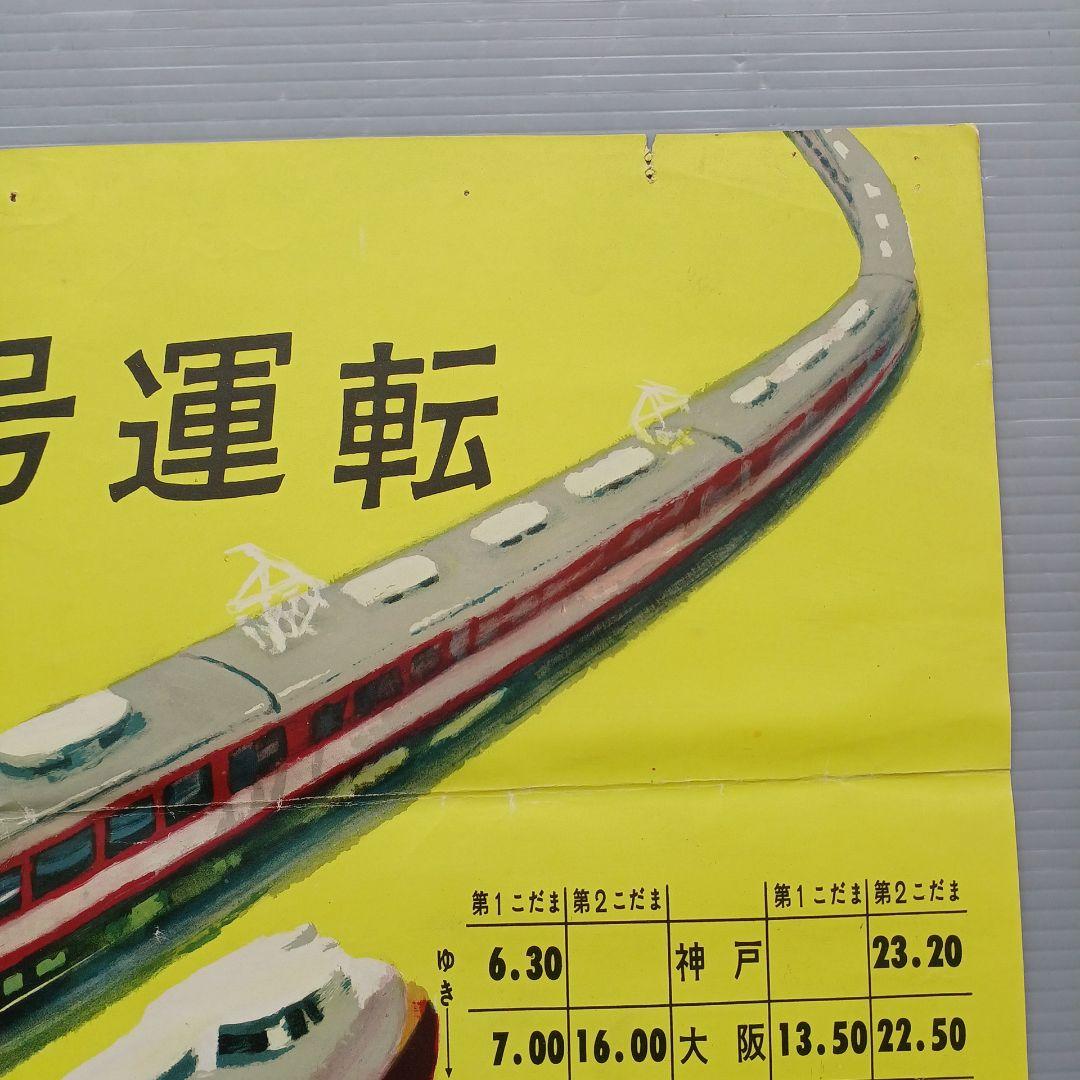 号運転
第1こだま 第2こだま 第1こだま 第2こだま
ゆき
6.30 神戸 23.20
7.00 16.00 大阪 13.50 22.50